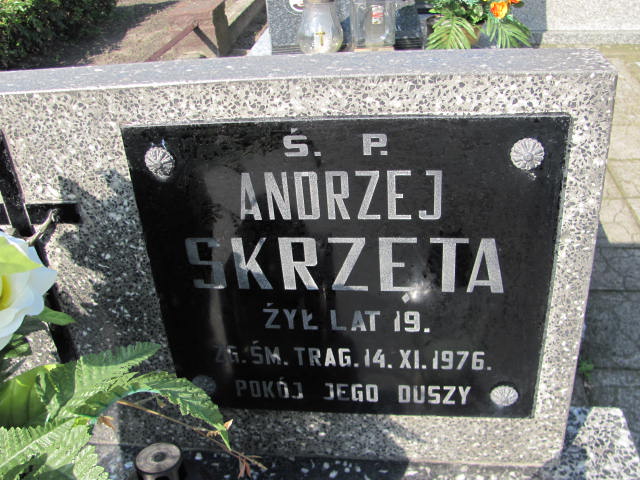 Ś. P.
ANDRZEJ
SKRZĘTA
ŻYŁ LAT 19.
ZG. ŚM. TRAG. 14. XI. 1976.
POKÓJ JEGO DUSZY